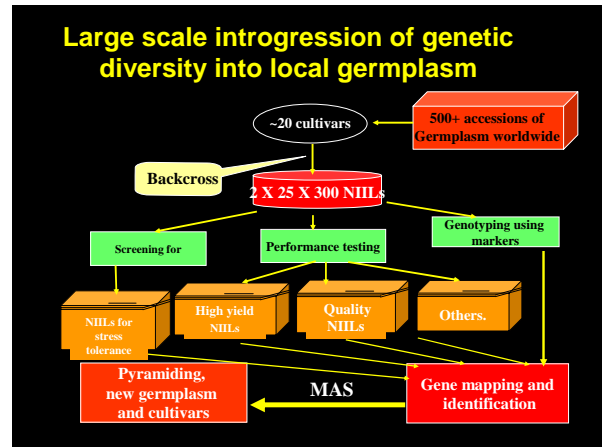 Large scale introgression of genetic
diversity into local germplasm
~20 cultivars
500+ accessions of
Germplasm worldwide
Backcross
2 X 25 X 300 NIILs
Screening for
Performance testing
Genotyping using
markers
NIILs for
stress
tolerance
High yield
NIILs
Quality
NIILs
Others.
Pyramiding,
new germplasm
and cultivars
MAS
Gene mapping and
identification